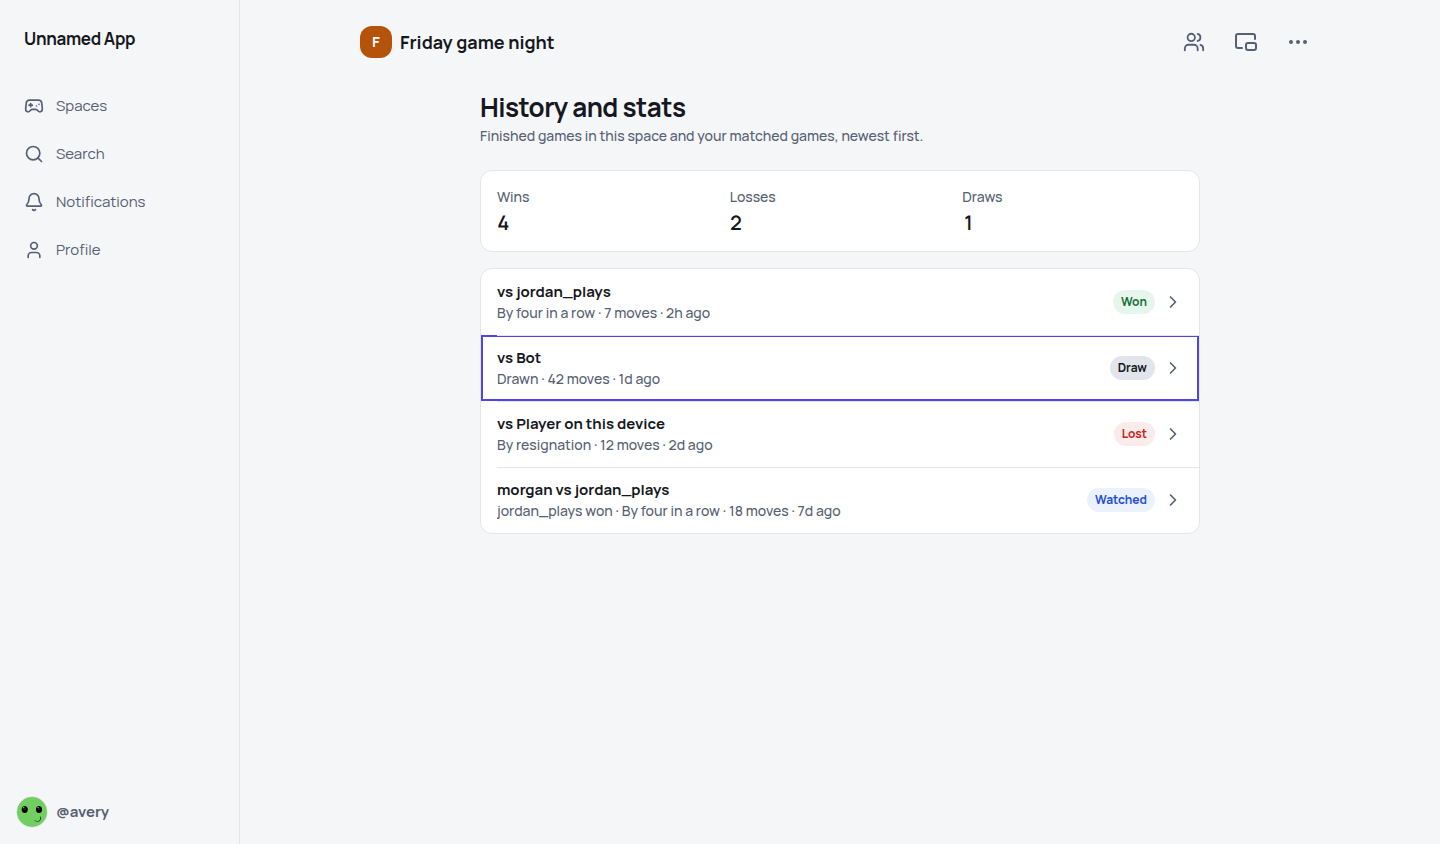 Unnamed App
Spaces
Search
Notifications
Profile
@avery
F Friday game night
History and stats
Finished games in this space and your matched games, newest first.
Wins Losses Draws
4 2 1
vs jordan_plays
By four in a row · 7 moves · 2h ago
Won
vs Bot
Drawn · 42 moves · 1d ago
Draw
vs Player on this device
By resignation · 12 moves · 2d ago
Lost
morgan vs jordan_plays
jordan_plays won · By four in a row · 18 moves · 7d ago
Watched